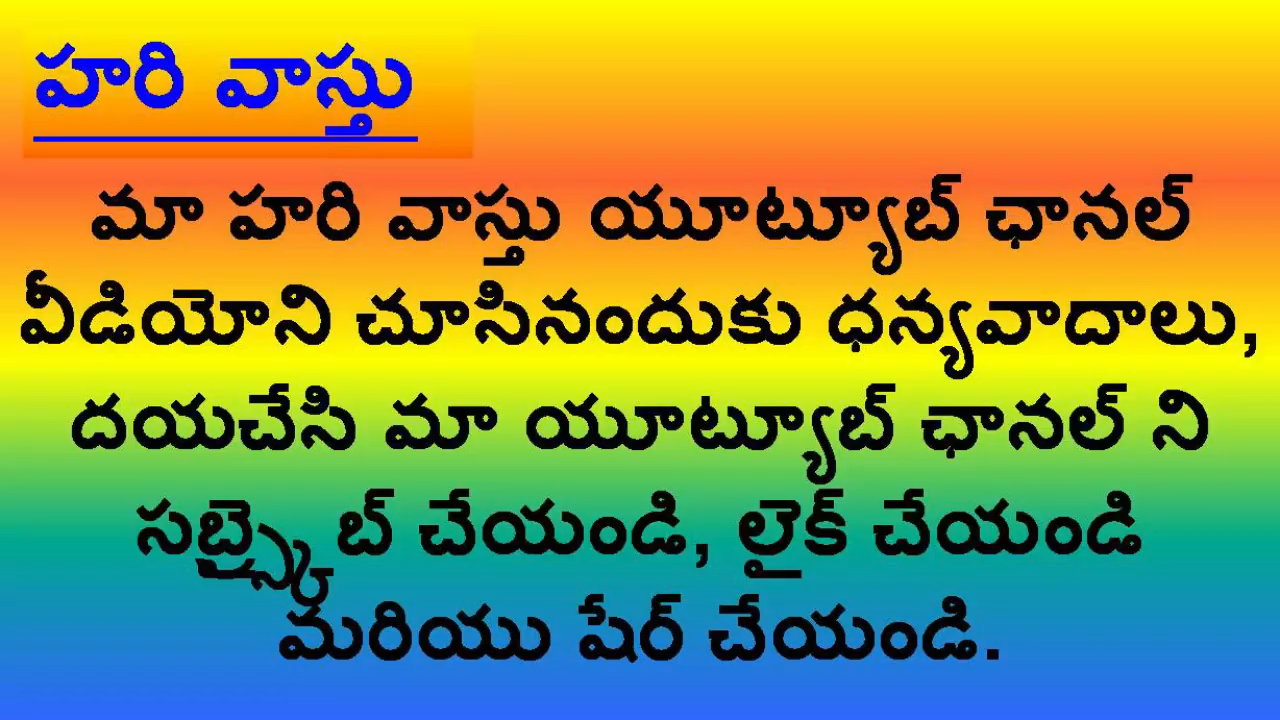 హరి వాస్తు
మా హరి వాస్తు యూట్యూబ్ ఛానల్
వీడియోని చూసినందుకు ధన్యవాదాలు,
దయచేసి మా యూట్యూబ్ ఛానల్ ని
సబ్స్క్రైబ్ చేయండి, లైక్ చేయండి
మరియు షేర్ చేయండి.